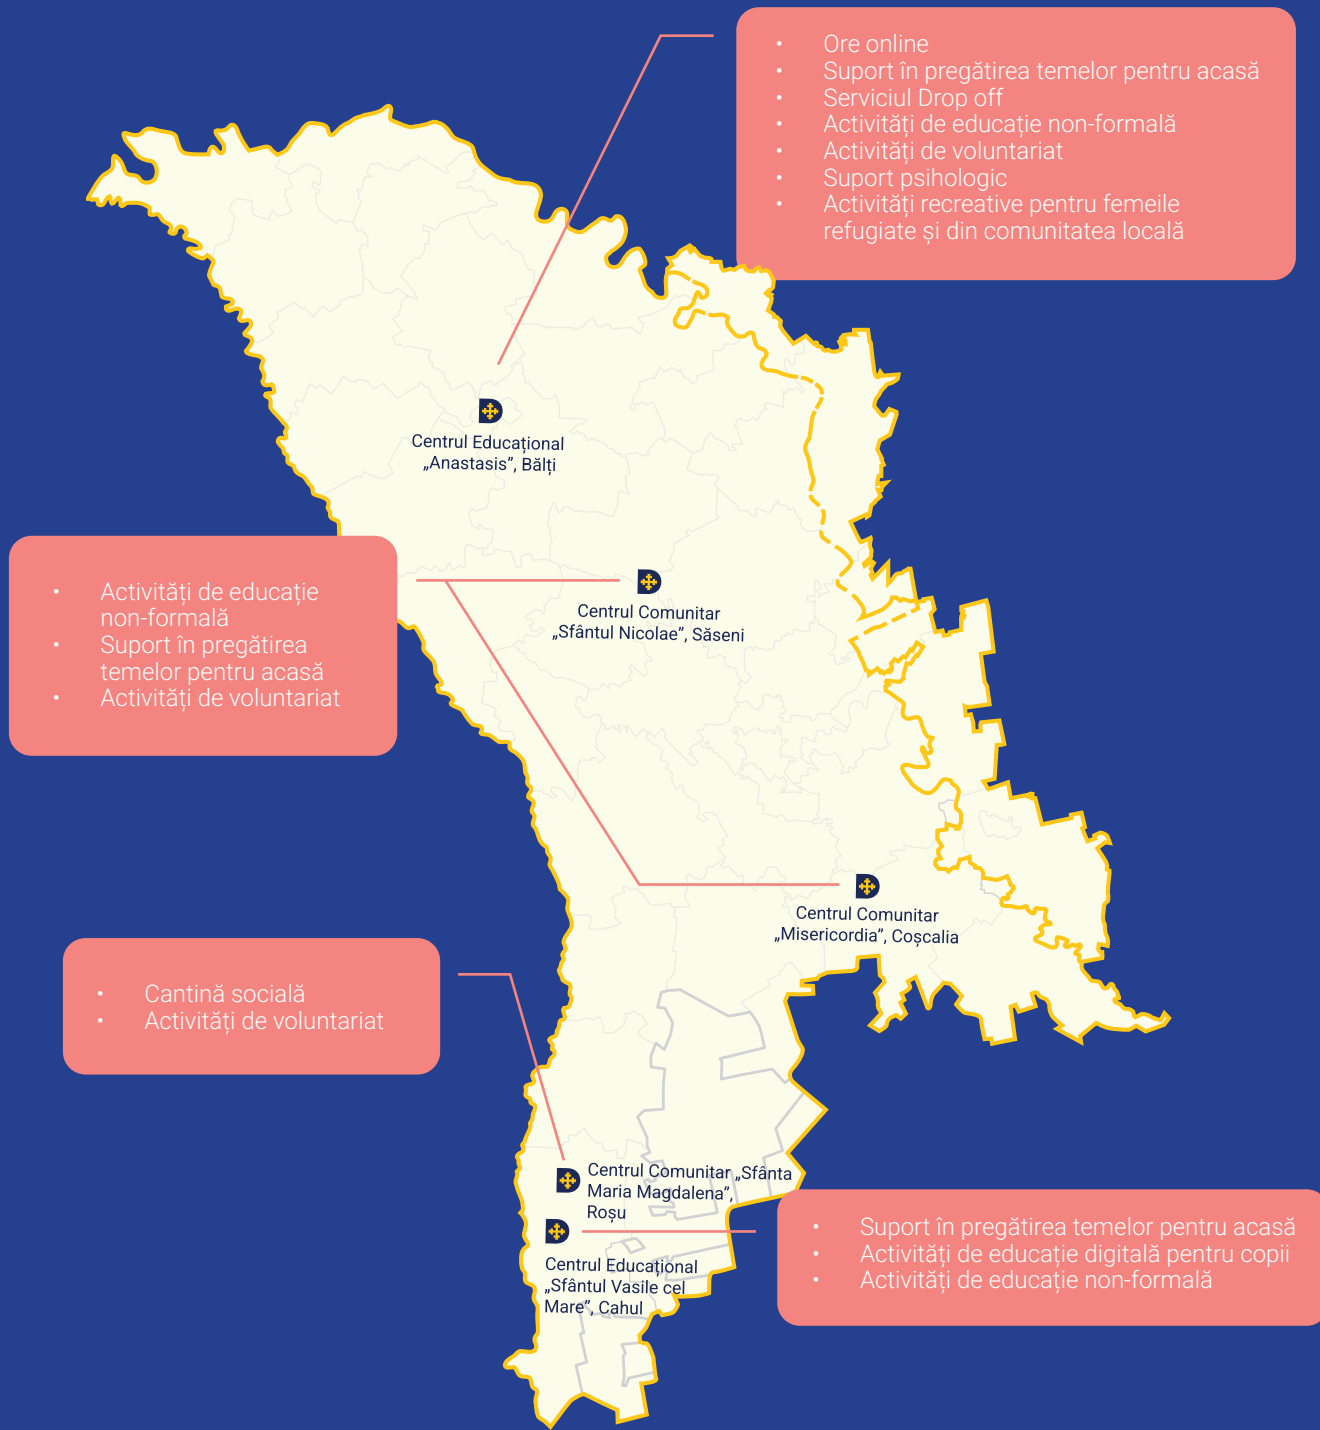 • Ore online
• Suport în pregătirea temelor pentru acasă
• Serviciul Drop off
• Activități de educație non-formală
• Activități de voluntariat
• Suport psihologic
• Activități recreative pentru femeile
refugiate și din comunitatea locală
Centrul Educațional
„Anastasis”, Bălți
• Activități de educație
non-formală
• Suport în pregătirea
temelor pentru acasă
• Activități de voluntariat
Centrul Comunitar
„Sfântul Nicolae”, Săseni
Centrul Comunitar
„Misericordia”, Coșcalia
• Cantină socială
• Activități de voluntariat
Centrul Comunitar „Sfânta
Maria Magdalena”,
Roșu
Centrul Educațional
„Sfântul Vasile cel
Mare”, Cahul
• Suport în pregătirea temelor pentru acasă
• Activități de educație digitală pentru copii
• Activități de educație non-formală